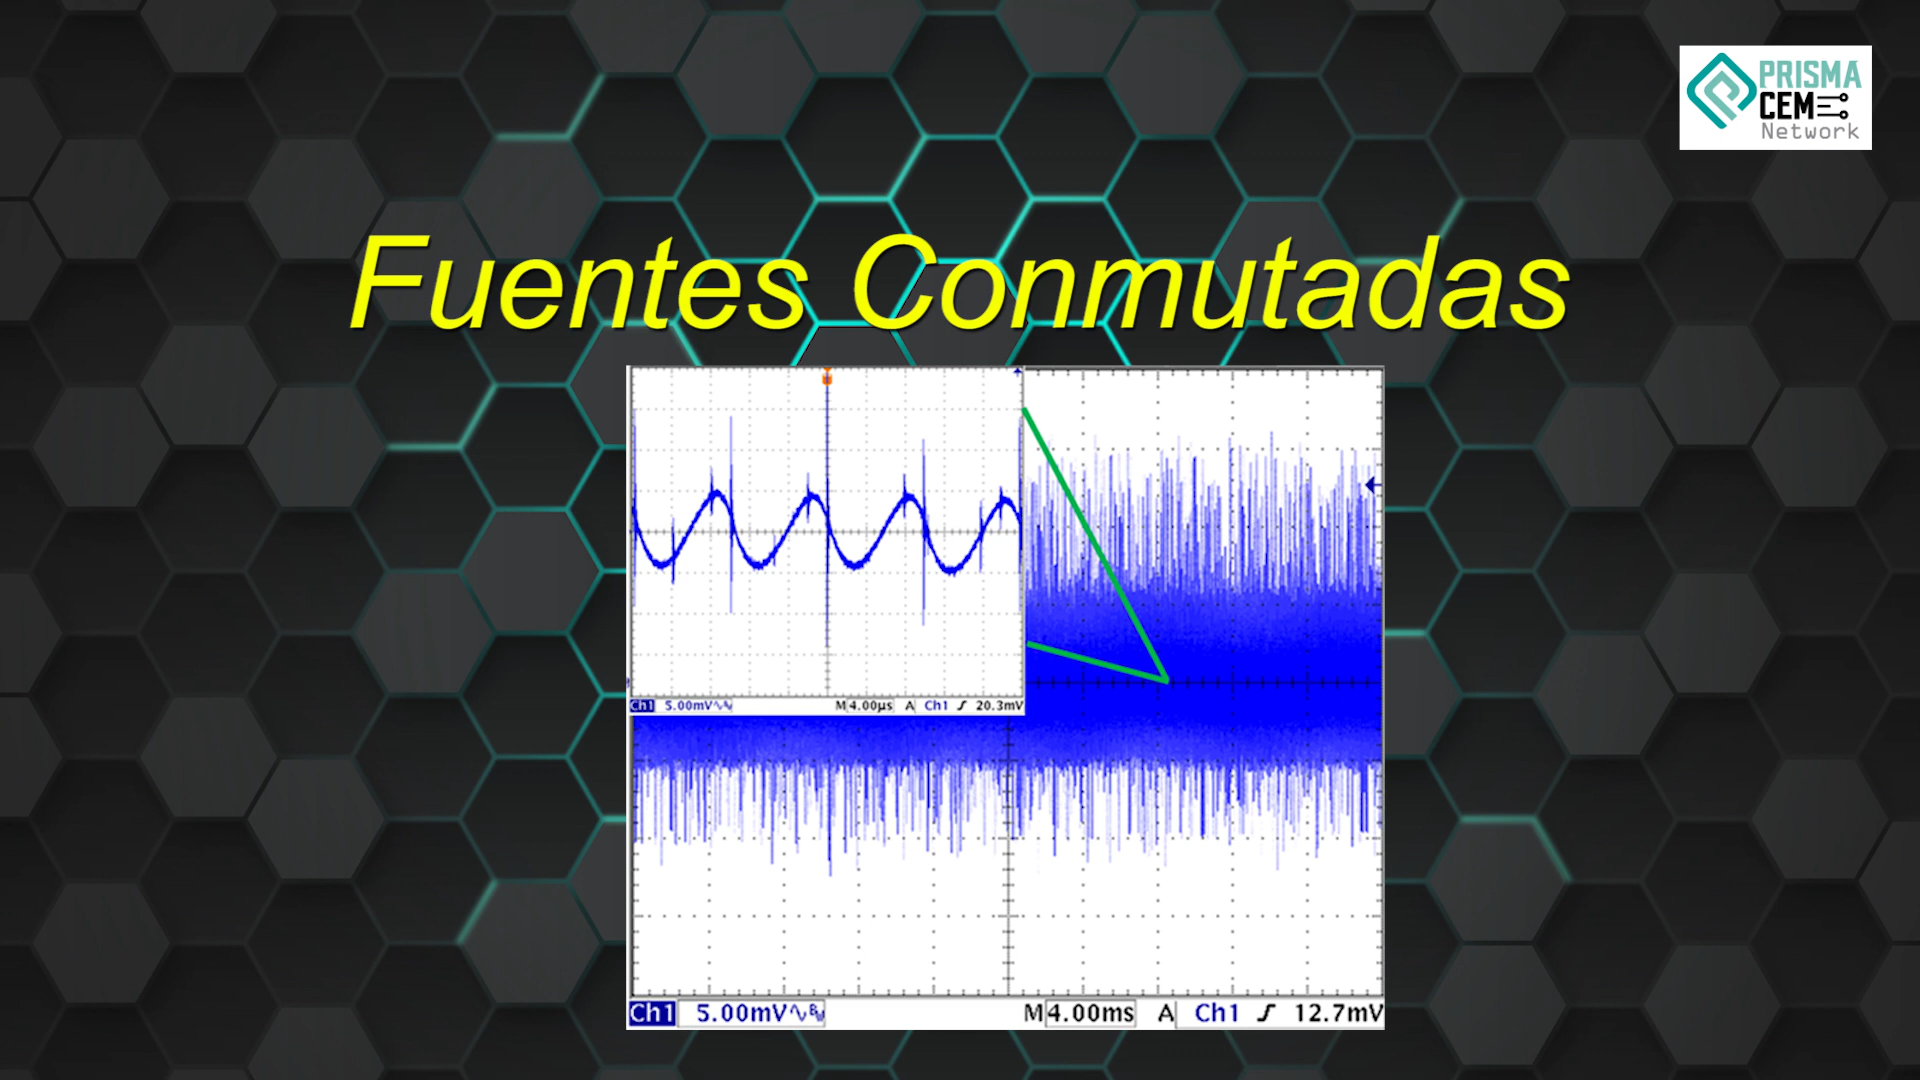 PRISMA
CEM
Network
Fuentes Conmutadas
Ch1 5.00mV M 4.00µs A Ch1 20.3mV
Ch1 5.00mV M 4.00ms A Ch1 12.7mV